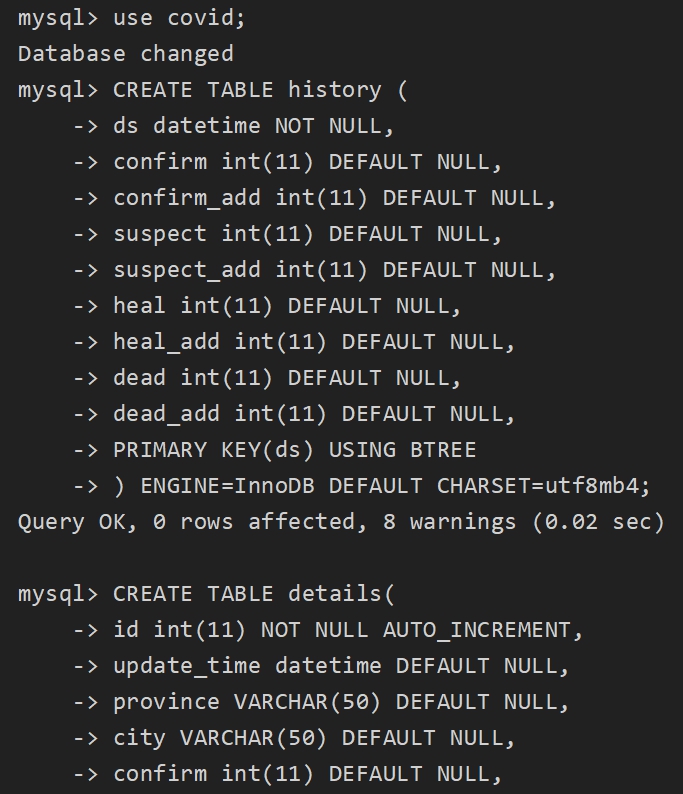 mysql> use covid;
Database changed
mysql> CREATE TABLE history (
    -> ds datetime NOT NULL,
    -> confirm int(11) DEFAULT NULL,
    -> confirm_add int(11) DEFAULT NULL,
    -> suspect int(11) DEFAULT NULL,
    -> suspect_add int(11) DEFAULT NULL,
    -> heal int(11) DEFAULT NULL,
    -> heal_add int(11) DEFAULT NULL,
    -> dead int(11) DEFAULT NULL,
    -> dead_add int(11) DEFAULT NULL,
    -> PRIMARY KEY(ds) USING BTREE
    -> ) ENGINE=InnoDB DEFAULT CHARSET=utf8mb4;
Query OK, 0 rows affected, 8 warnings (0.02 sec)

mysql> CREATE TABLE details(
    -> id int(11) NOT NULL AUTO_INCREMENT,
    -> update_time datetime DEFAULT NULL,
    -> province VARCHAR(50) DEFAULT NULL,
    -> city VARCHAR(50) DEFAULT NULL,
    -> confirm int(11) DEFAULT NULL,